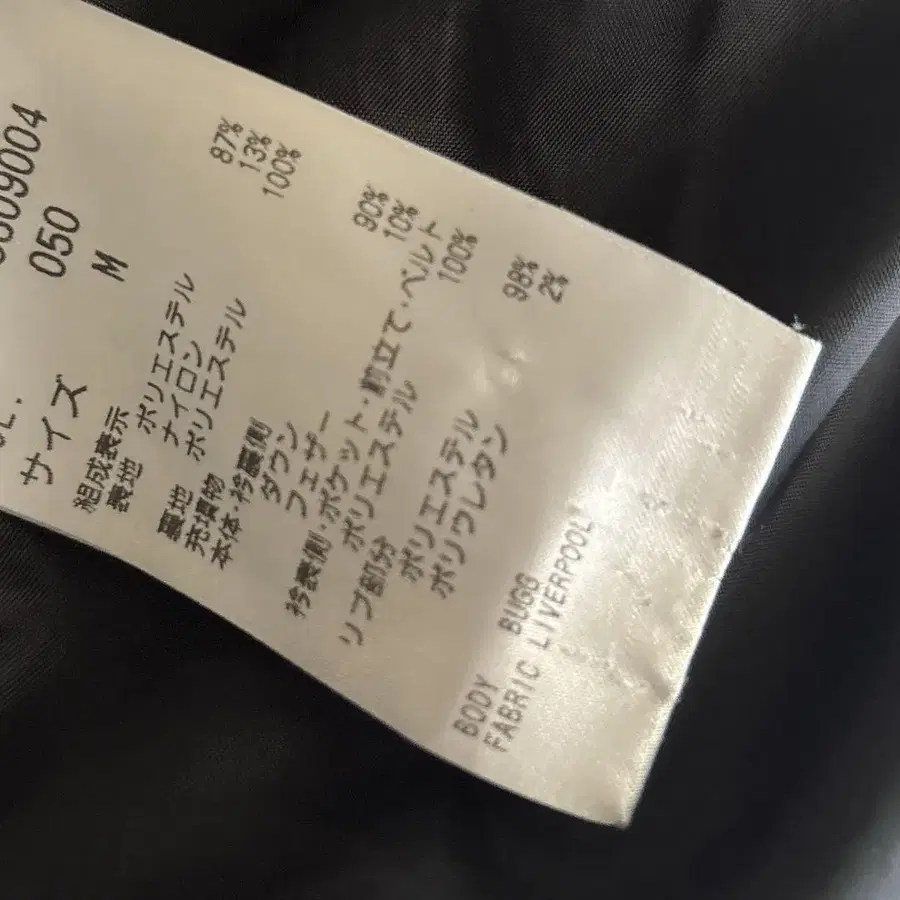 09004
L. 050
サイズ M
組成表示
表地 ポリエステル 87%
ナイロン 13%
裏地 ポリエステル 100%
充填物
本体・衿裏側
ダウン 90%
フェザー 10%
衿表側・ポケット・前立て・ベルト
ポリエステル 100%
リブ部分
ポリエステル 98%
ポリウレタン 2%
BODY BUGG
FABRIC LIVERPOOL